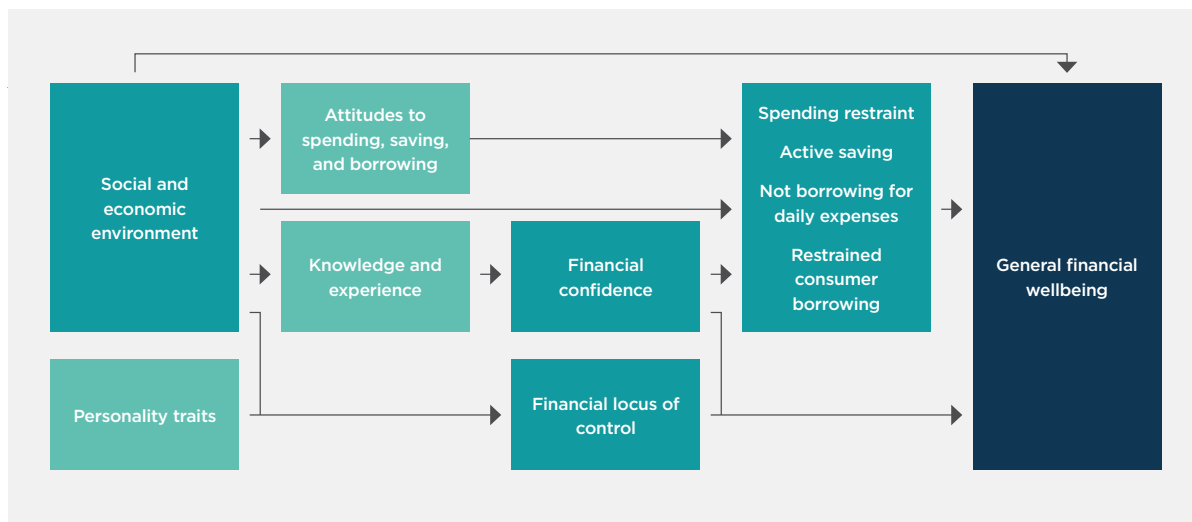 Social and
economic
environment
Attitudes to
spending, saving,
and borrowing
Knowledge and
experience
Financial
confidence
Spending restraint
Active saving
Not borrowing for
daily expenses
Restrained
consumer
borrowing
General financial
wellbeing
Personality traits
Financial locus of
control